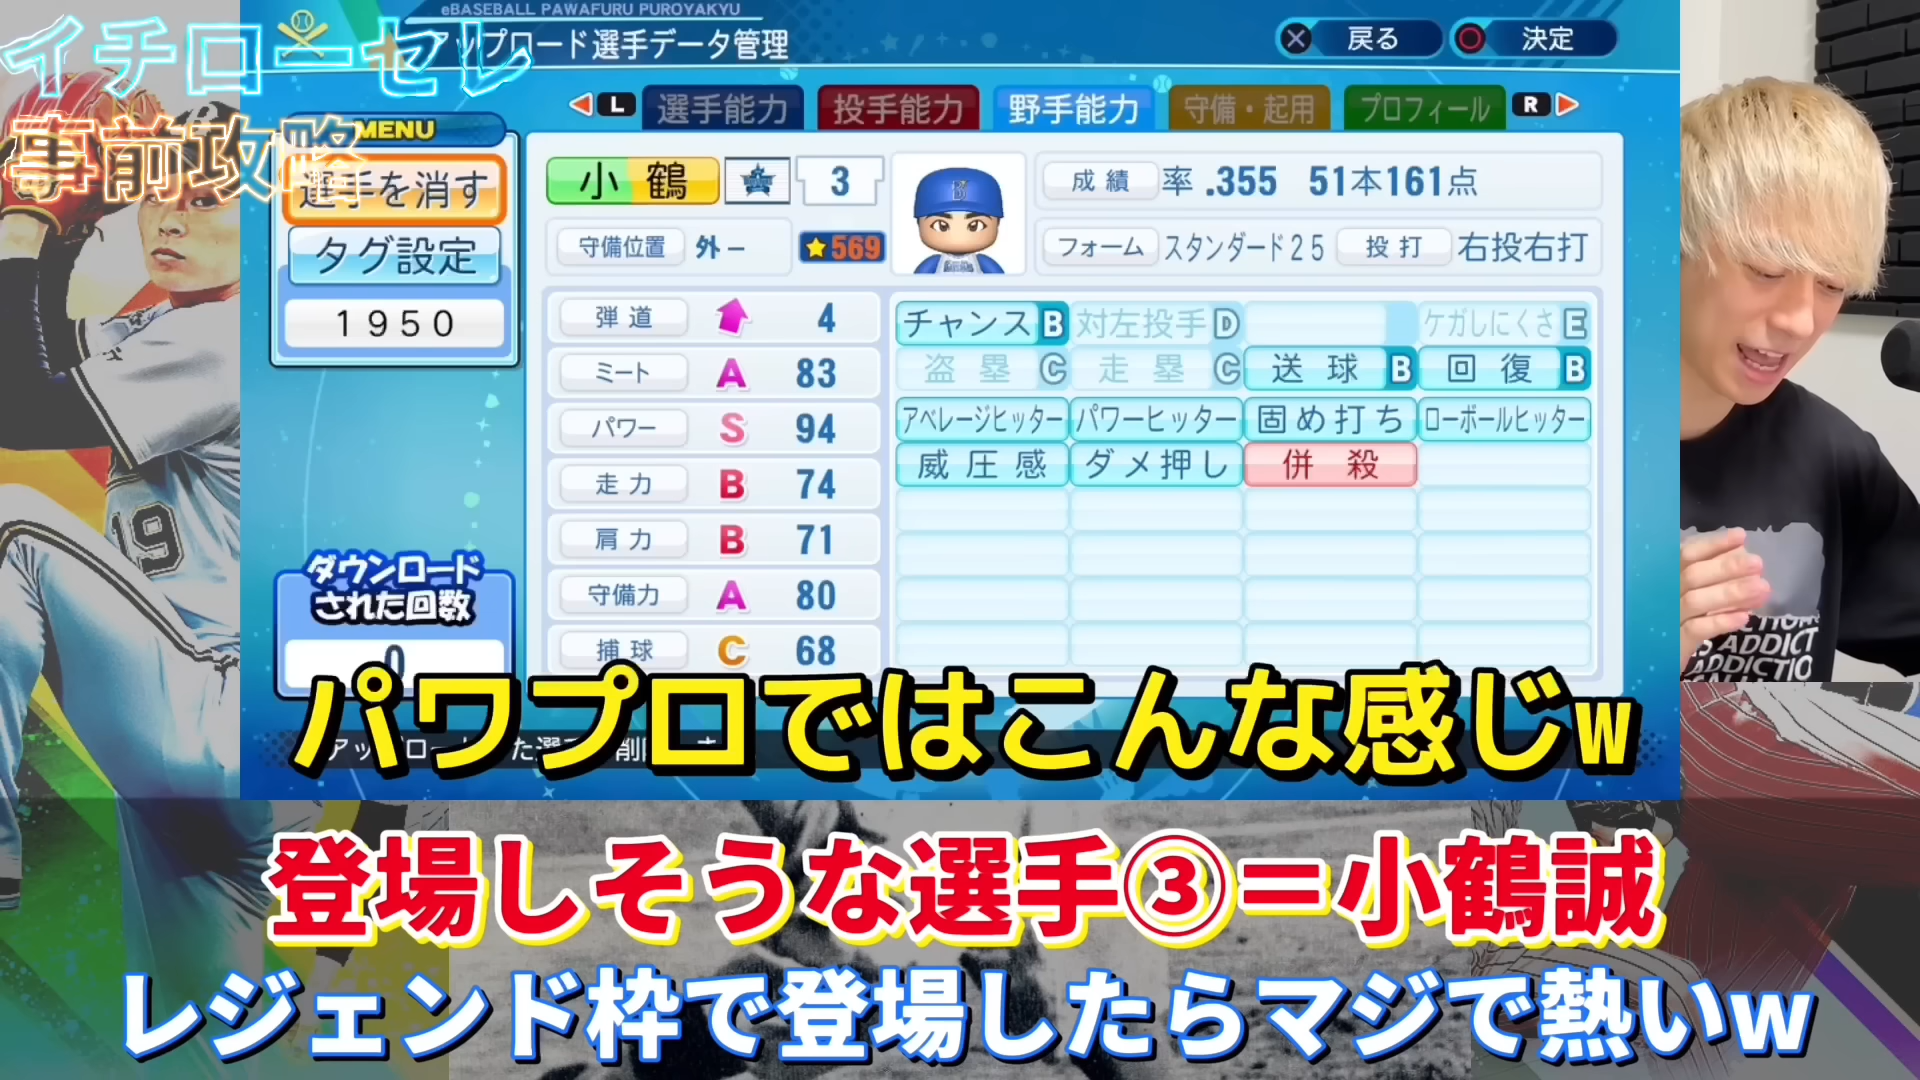 イチローセレ
事前攻略
eBASEBALL PAWAFURU PUROYAKYU
アップロード選手データ管理
戻る
決定
L 選手能力 投手能力 野手能力 守備・起用 プロフィール R
MENU
選手を消す
タグ設定
1950
ダウンロード
された回数
0
小鶴 3
守備位置 外ー ★569
成績 率.355 51本161点
フォーム スタンダード25 投打 右投右打
弾道 4
ミート A 83
パワー S 94
走力 B 74
肩力 B 71
守備力 A 80
捕球 C 68
チャンスB 対左投手D ケガしにくさE
盗塁C 走塁C 送球B 回復B
アベレージヒッター パワーヒッター 固め打ち ローボールヒッター
威圧感 ダメ押し 併殺
19
パワプロではこんな感じw
登場しそうな選手③＝小鶴誠
レジェンド枠で登場したらマジで熱いw